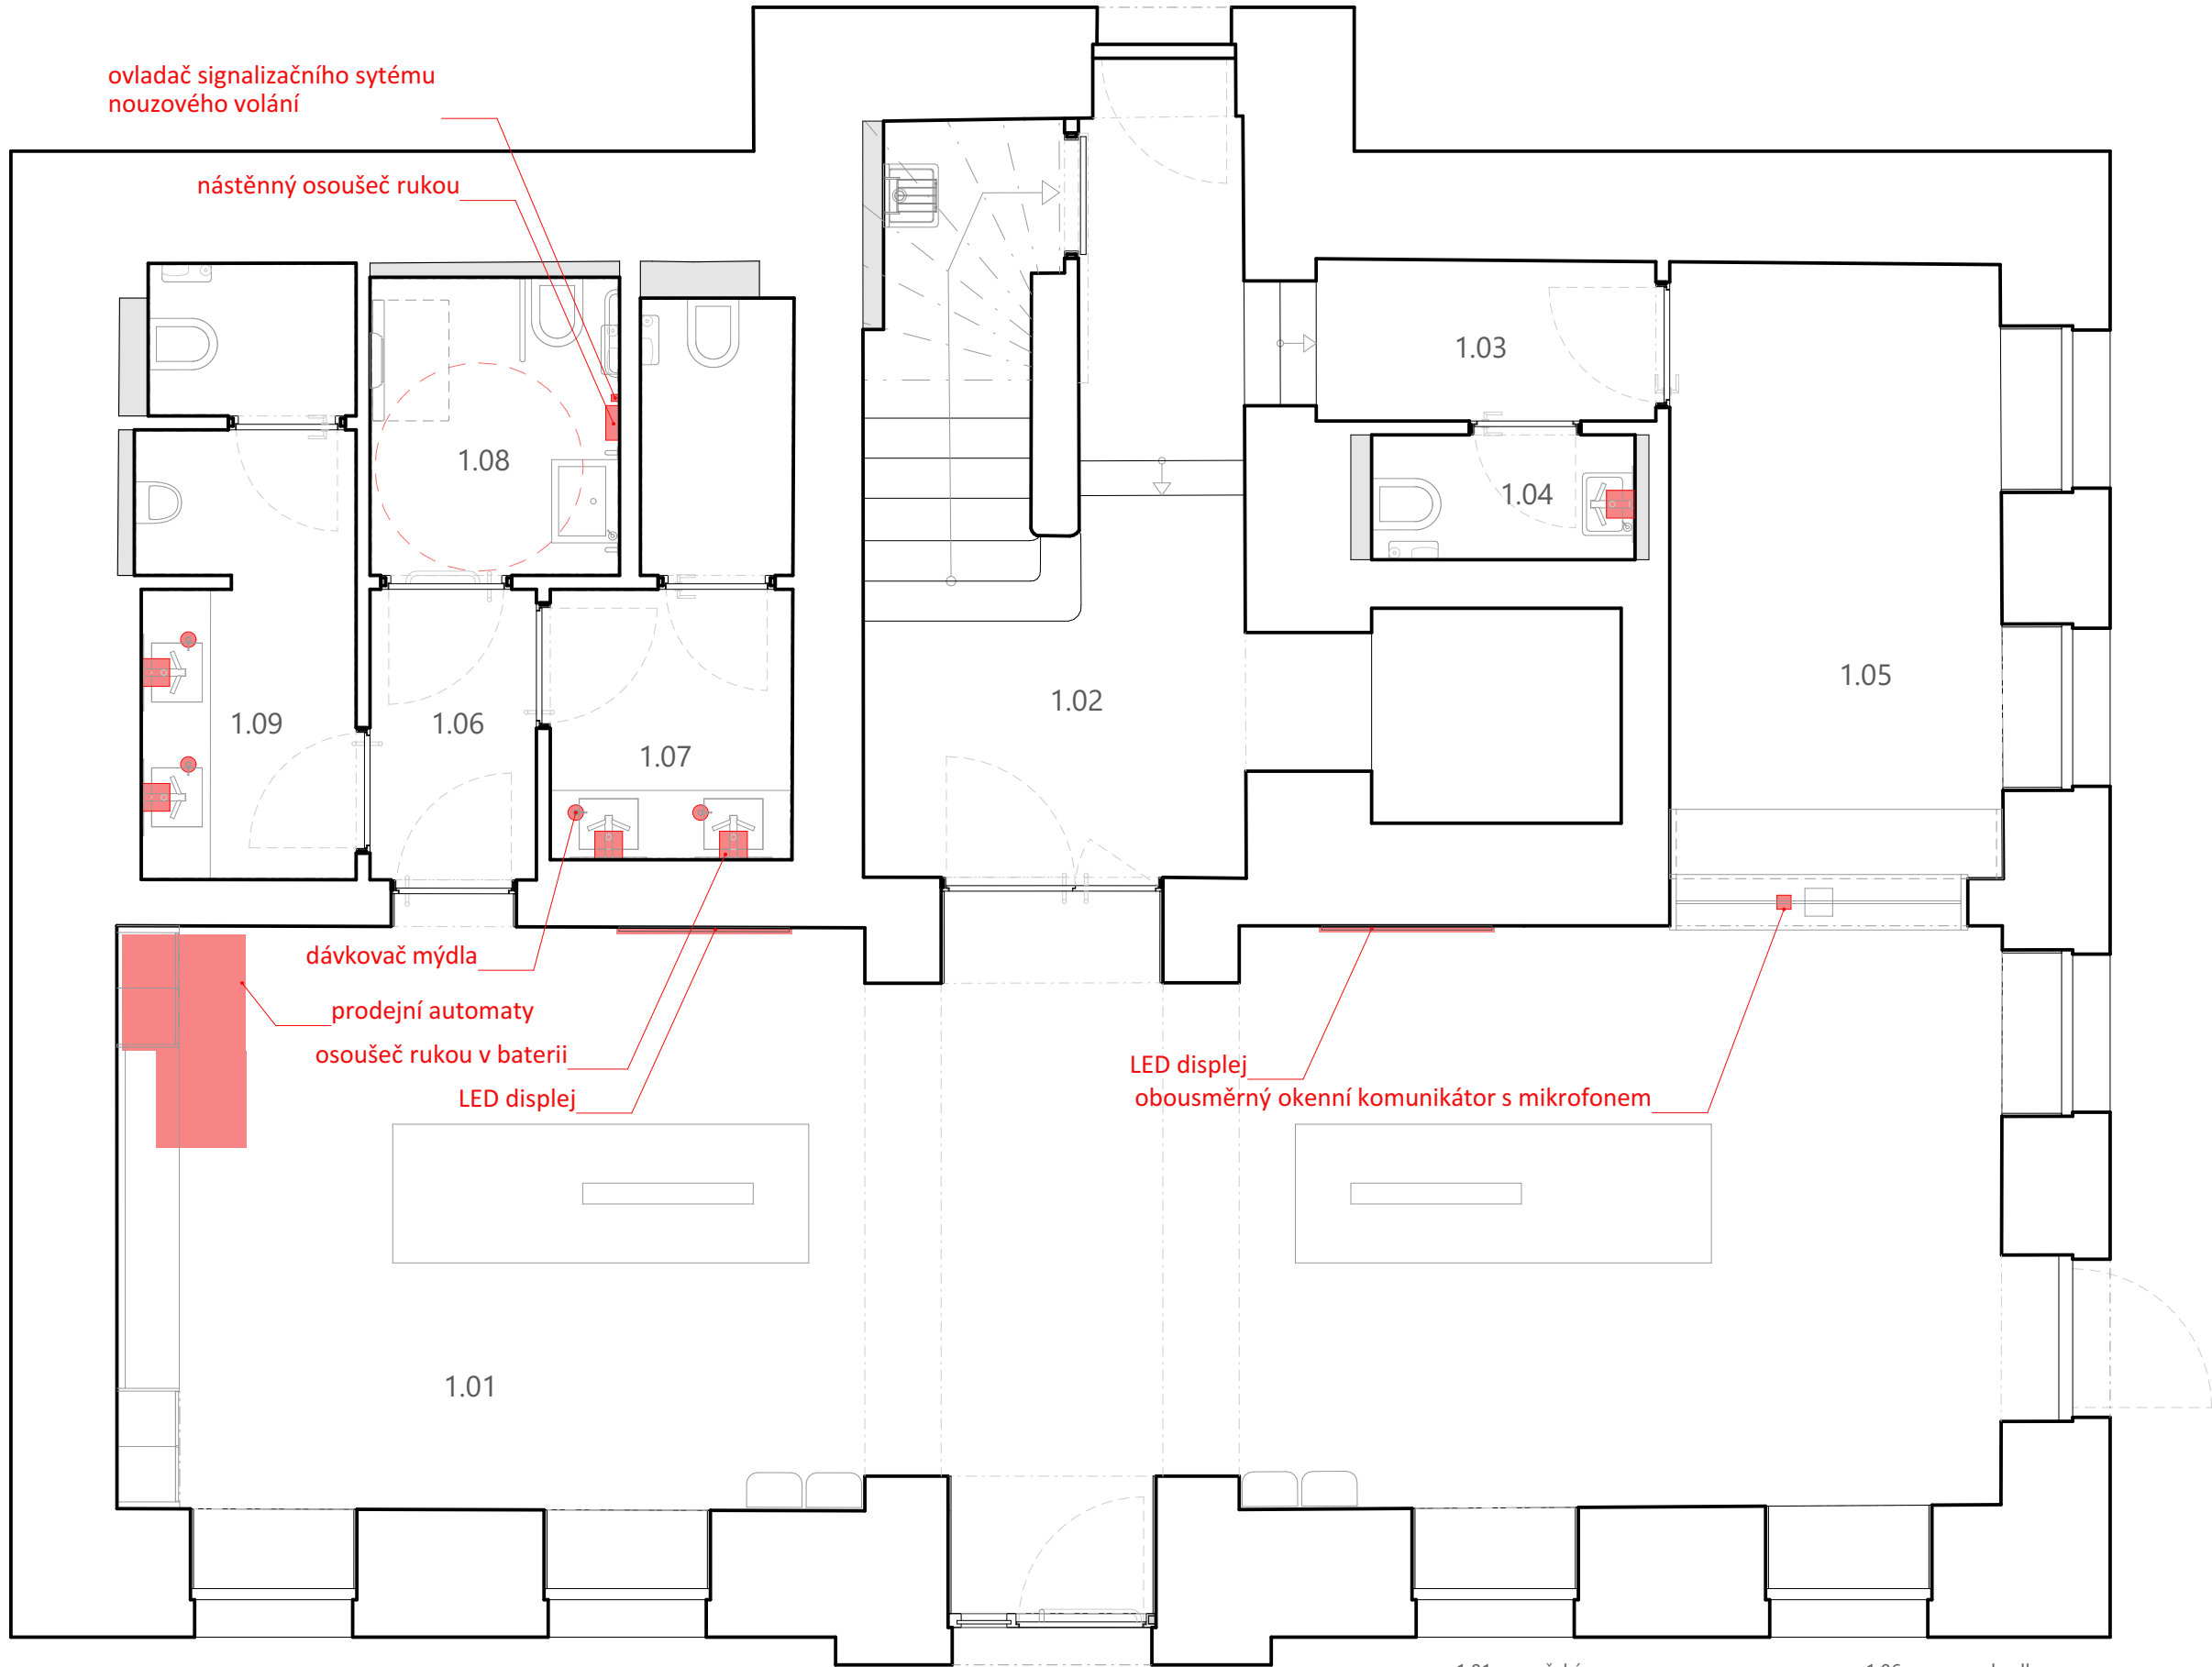 ovladač signalizačního sytému
nouzového volání
nástěnný osoušeč rukou
1.03
1.08
1.04
1.05
1.02
1.09
1.06
1.07
dávkovač mýdla
prodejní automaty
osoušeč rukou v baterii
LED displej
LED displej
obousměrný okenní komunikátor s mikrofonem
1.01